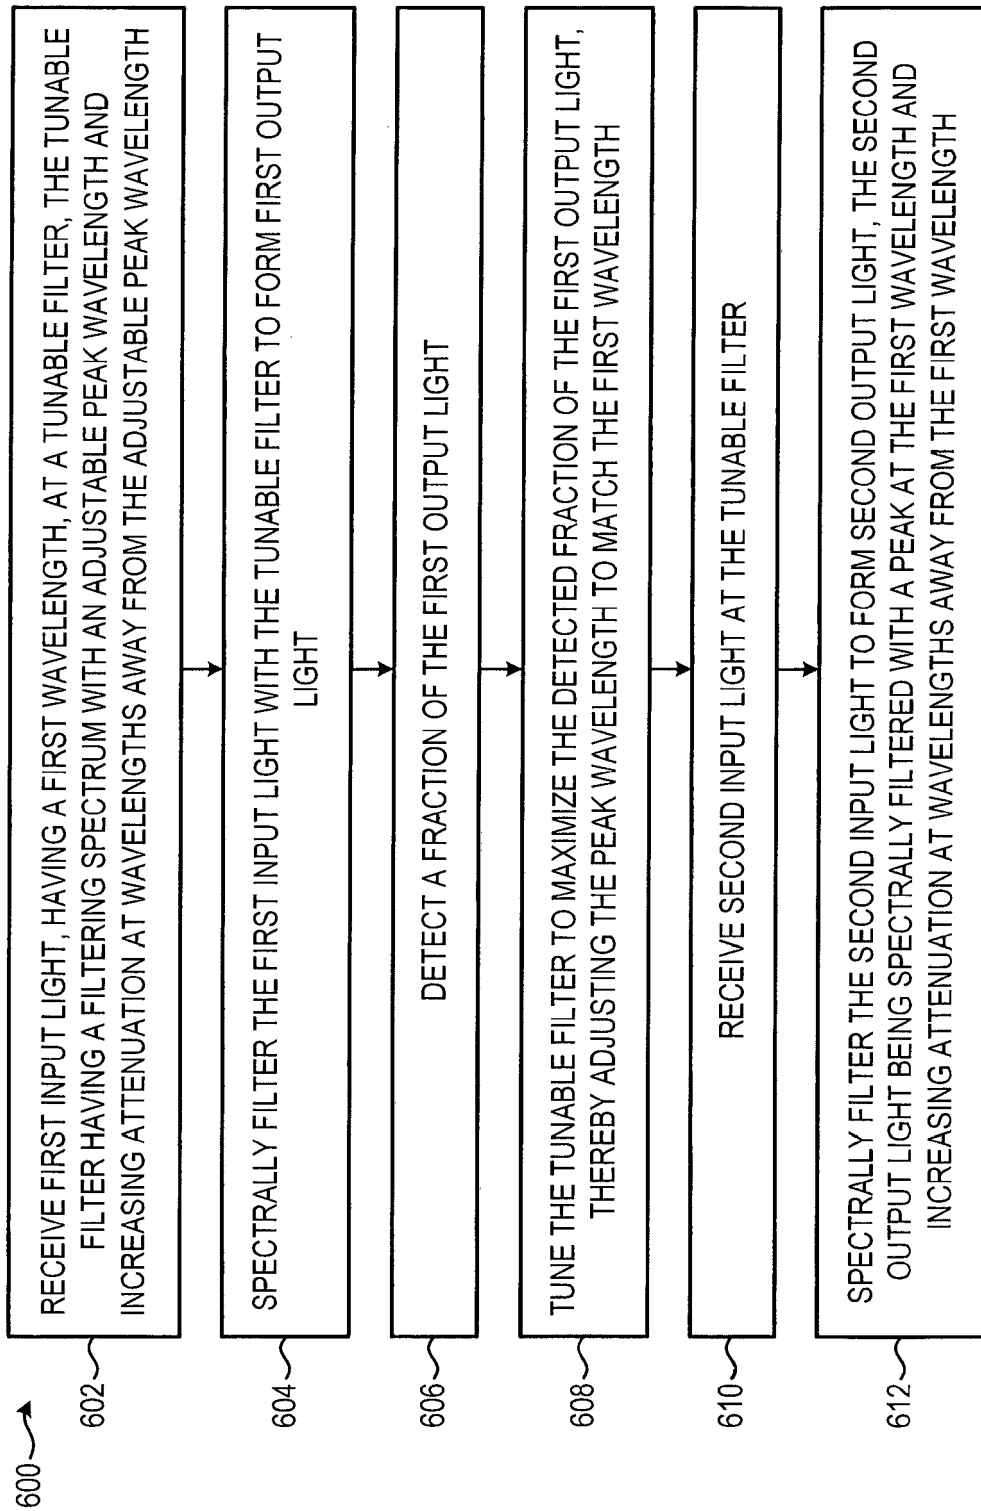 600
602
RECEIVE FIRST INPUT LIGHT, HAVING A FIRST WAVELENGTH, AT A TUNABLE FILTER, THE TUNABLE
FILTER HAVING A FILTERING SPECTRUM WITH AN ADJUSTABLE PEAK WAVELENGTH AND
INCREASING ATTENUATION AT WAVELENGTHS AWAY FROM THE ADJUSTABLE PEAK WAVELENGTH
604
SPECTRALLY FILTER THE FIRST INPUT LIGHT WITH THE TUNABLE FILTER TO FORM FIRST OUTPUT
LIGHT
606
DETECT A FRACTION OF THE FIRST OUTPUT LIGHT
608
TUNE THE TUNABLE FILTER TO MAXIMIZE THE DETECTED FRACTION OF THE FIRST OUTPUT LIGHT,
THEREBY ADJUSTING THE PEAK WAVELENGTH TO MATCH THE FIRST WAVELENGTH
610
RECEIVE SECOND INPUT LIGHT AT THE TUNABLE FILTER
612
SPECTRALLY FILTER THE SECOND INPUT LIGHT TO FORM SECOND OUTPUT LIGHT, THE SECOND
OUTPUT LIGHT BEING SPECTRALLY FILTERED WITH A PEAK AT THE FIRST WAVELENGTH AND
INCREASING ATTENUATION AT WAVELENGTHS AWAY FROM THE FIRST WAVELENGTH